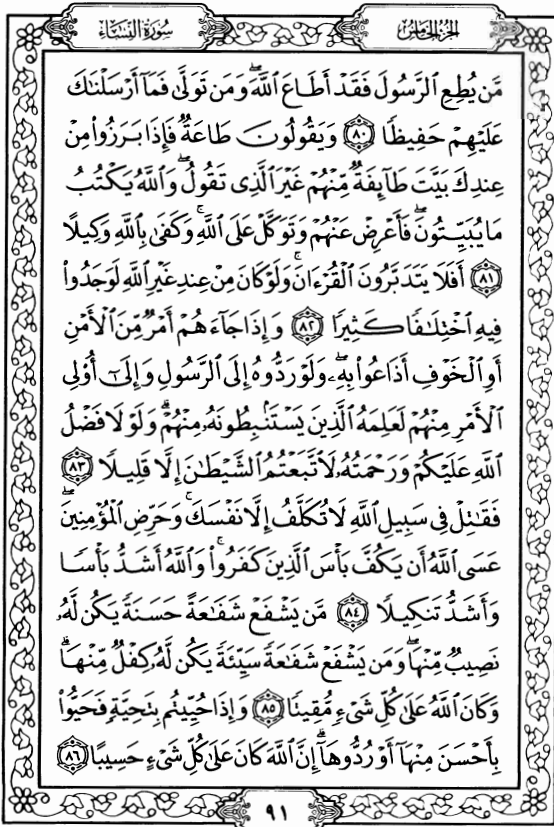 الجزء الخامس
سُورَةُ النِّسَاءِ
مَّن يُطِعِ ٱلرَّسُولَ فَقَدْ أَطَاعَ ٱللَّهَۖ وَمَن تَوَلَّىٰ فَمَآ أَرْسَلْنَٰكَ
عَلَيْهِمْ حَفِيظًا ٨٠ وَيَقُولُونَ طَاعَةٌ فَإِذَا بَرَزُوا۟ مِنْ
عِندِكَ بَيَّتَ طَآئِفَةٌ مِّنْهُمْ غَيْرَ ٱلَّذِى تَقُولُۖ وَٱللَّهُ يَكْتُبُ
مَا يُبَيِّتُونَۖ فَأَعْرِضْ عَنْهُمْ وَتَوَكَّلْ عَلَى ٱللَّهِۚ وَكَفَىٰ بِٱللَّهِ وَكِيلًا
٨١ أَفَلَا يَتَدَبَّرُونَ ٱلْقُرْءَانَۚ وَلَوْ كَانَ مِنْ عِندِ غَيْرِ ٱللَّهِ لَوَجَدُوا۟
فِيهِ ٱخْتِلَٰفًا كَثِيرًا ٨٢ وَإِذَا جَآءَهُمْ أَمْرٌ مِّنَ ٱلْأَمْنِ
أَوِ ٱلْخَوْفِ أَذَاعُوا۟ بِهِۦۖ وَلَوْ رَدُّوهُ إِلَى ٱلرَّسُولِ وَإِلَىٰٓ أُو۟لِى
ٱلْأَمْرِ مِنْهُمْ لَعَلِمَهُ ٱلَّذِينَ يَسْتَنۢبِطُونَهُۥ مِنْهُمْۗ وَلَوْلَا فَضْلُ
ٱللَّهِ عَلَيْكُمْ وَرَحْمَتُهُۥ لَٱتَّبَعْتُمُ ٱلشَّيْطَٰنَ إِلَّا قَلِيلًا ٨٣
فَقَٰتِلْ فِى سَبِيلِ ٱللَّهِ لَا تُكَلَّفُ إِلَّا نَفْسَكَۚ وَحَرِّضِ ٱلْمُؤْمِنِينَۖ
عَسَى ٱللَّهُ أَن يَكُفَّ بَأْسَ ٱلَّذِينَ كَفَرُوا۟ۚ وَٱللَّهُ أَشَدُّ بَأْسًا
وَأَشَدُّ تَنكِيلًا ٨٤ مَّن يَشْفَعْ شَفَٰعَةً حَسَنَةً يَكُن لَّهُۥ
نَصِيبٌ مِّنْهَاۖ وَمَن يَشْفَعْ شَفَٰعَةً سَيِّئَةً يَكُن لَّهُۥ كِفْلٌ مِّنْهَاۗ
وَكَانَ ٱللَّهُ عَلَىٰ كُلِّ شَىْءٍ مُّقِيتًا ٨٥ وَإِذَا حُيِّيتُم بِتَحِيَّةٍ فَحَيُّوا۟
بِأَحْسَنَ مِنْهَآ أَوْ رُدُّوهَآۗ إِنَّ ٱللَّهَ كَانَ عَلَىٰ كُلِّ شَىْءٍ حَسِيبًا ٨٦
٩١